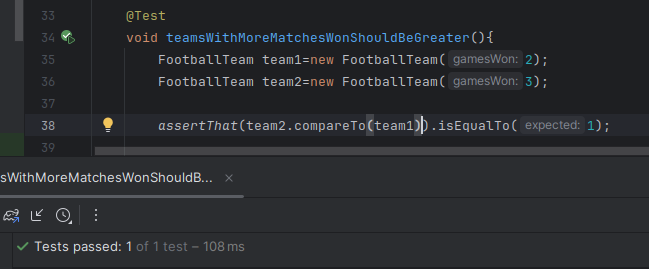 33 @Test
34 void teamsWithMoreMatchesWonShouldBeGreater(){
35 FootballTeam team1=new FootballTeam( gamesWon: 2);
36 FootballTeam team2=new FootballTeam( gamesWon: 3);
37
38 assertThat(team2.compareTo(team1)).isEqualTo( expected: 1);
39
sWithMoreMatchesWonShouldB... ×
Tests passed: 1 of 1 test – 108 ms